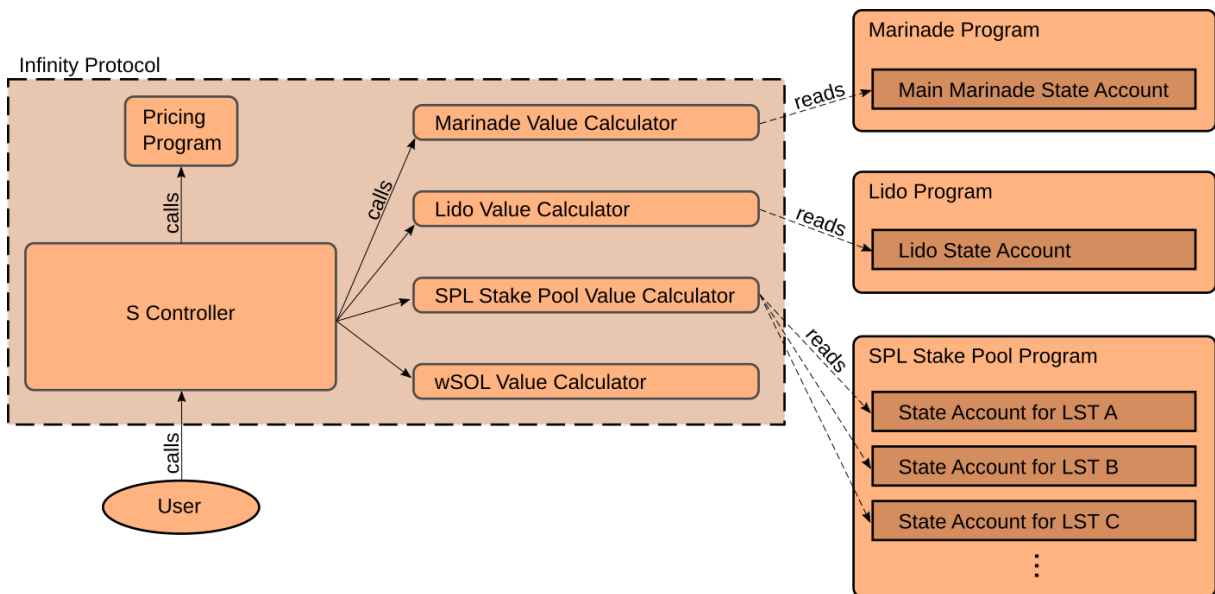 Infinity Protocol
Pricing
Program
calls
S Controller
calls
User
calls
Marinade Value Calculator
Lido Value Calculator
SPL Stake Pool Value Calculator
wSOL Value Calculator
reads
reads
reads
Marinade Program
Main Marinade State Account
Lido Program
Lido State Account
SPL Stake Pool Program
State Account for LST A
State Account for LST B
State Account for LST C
⋮